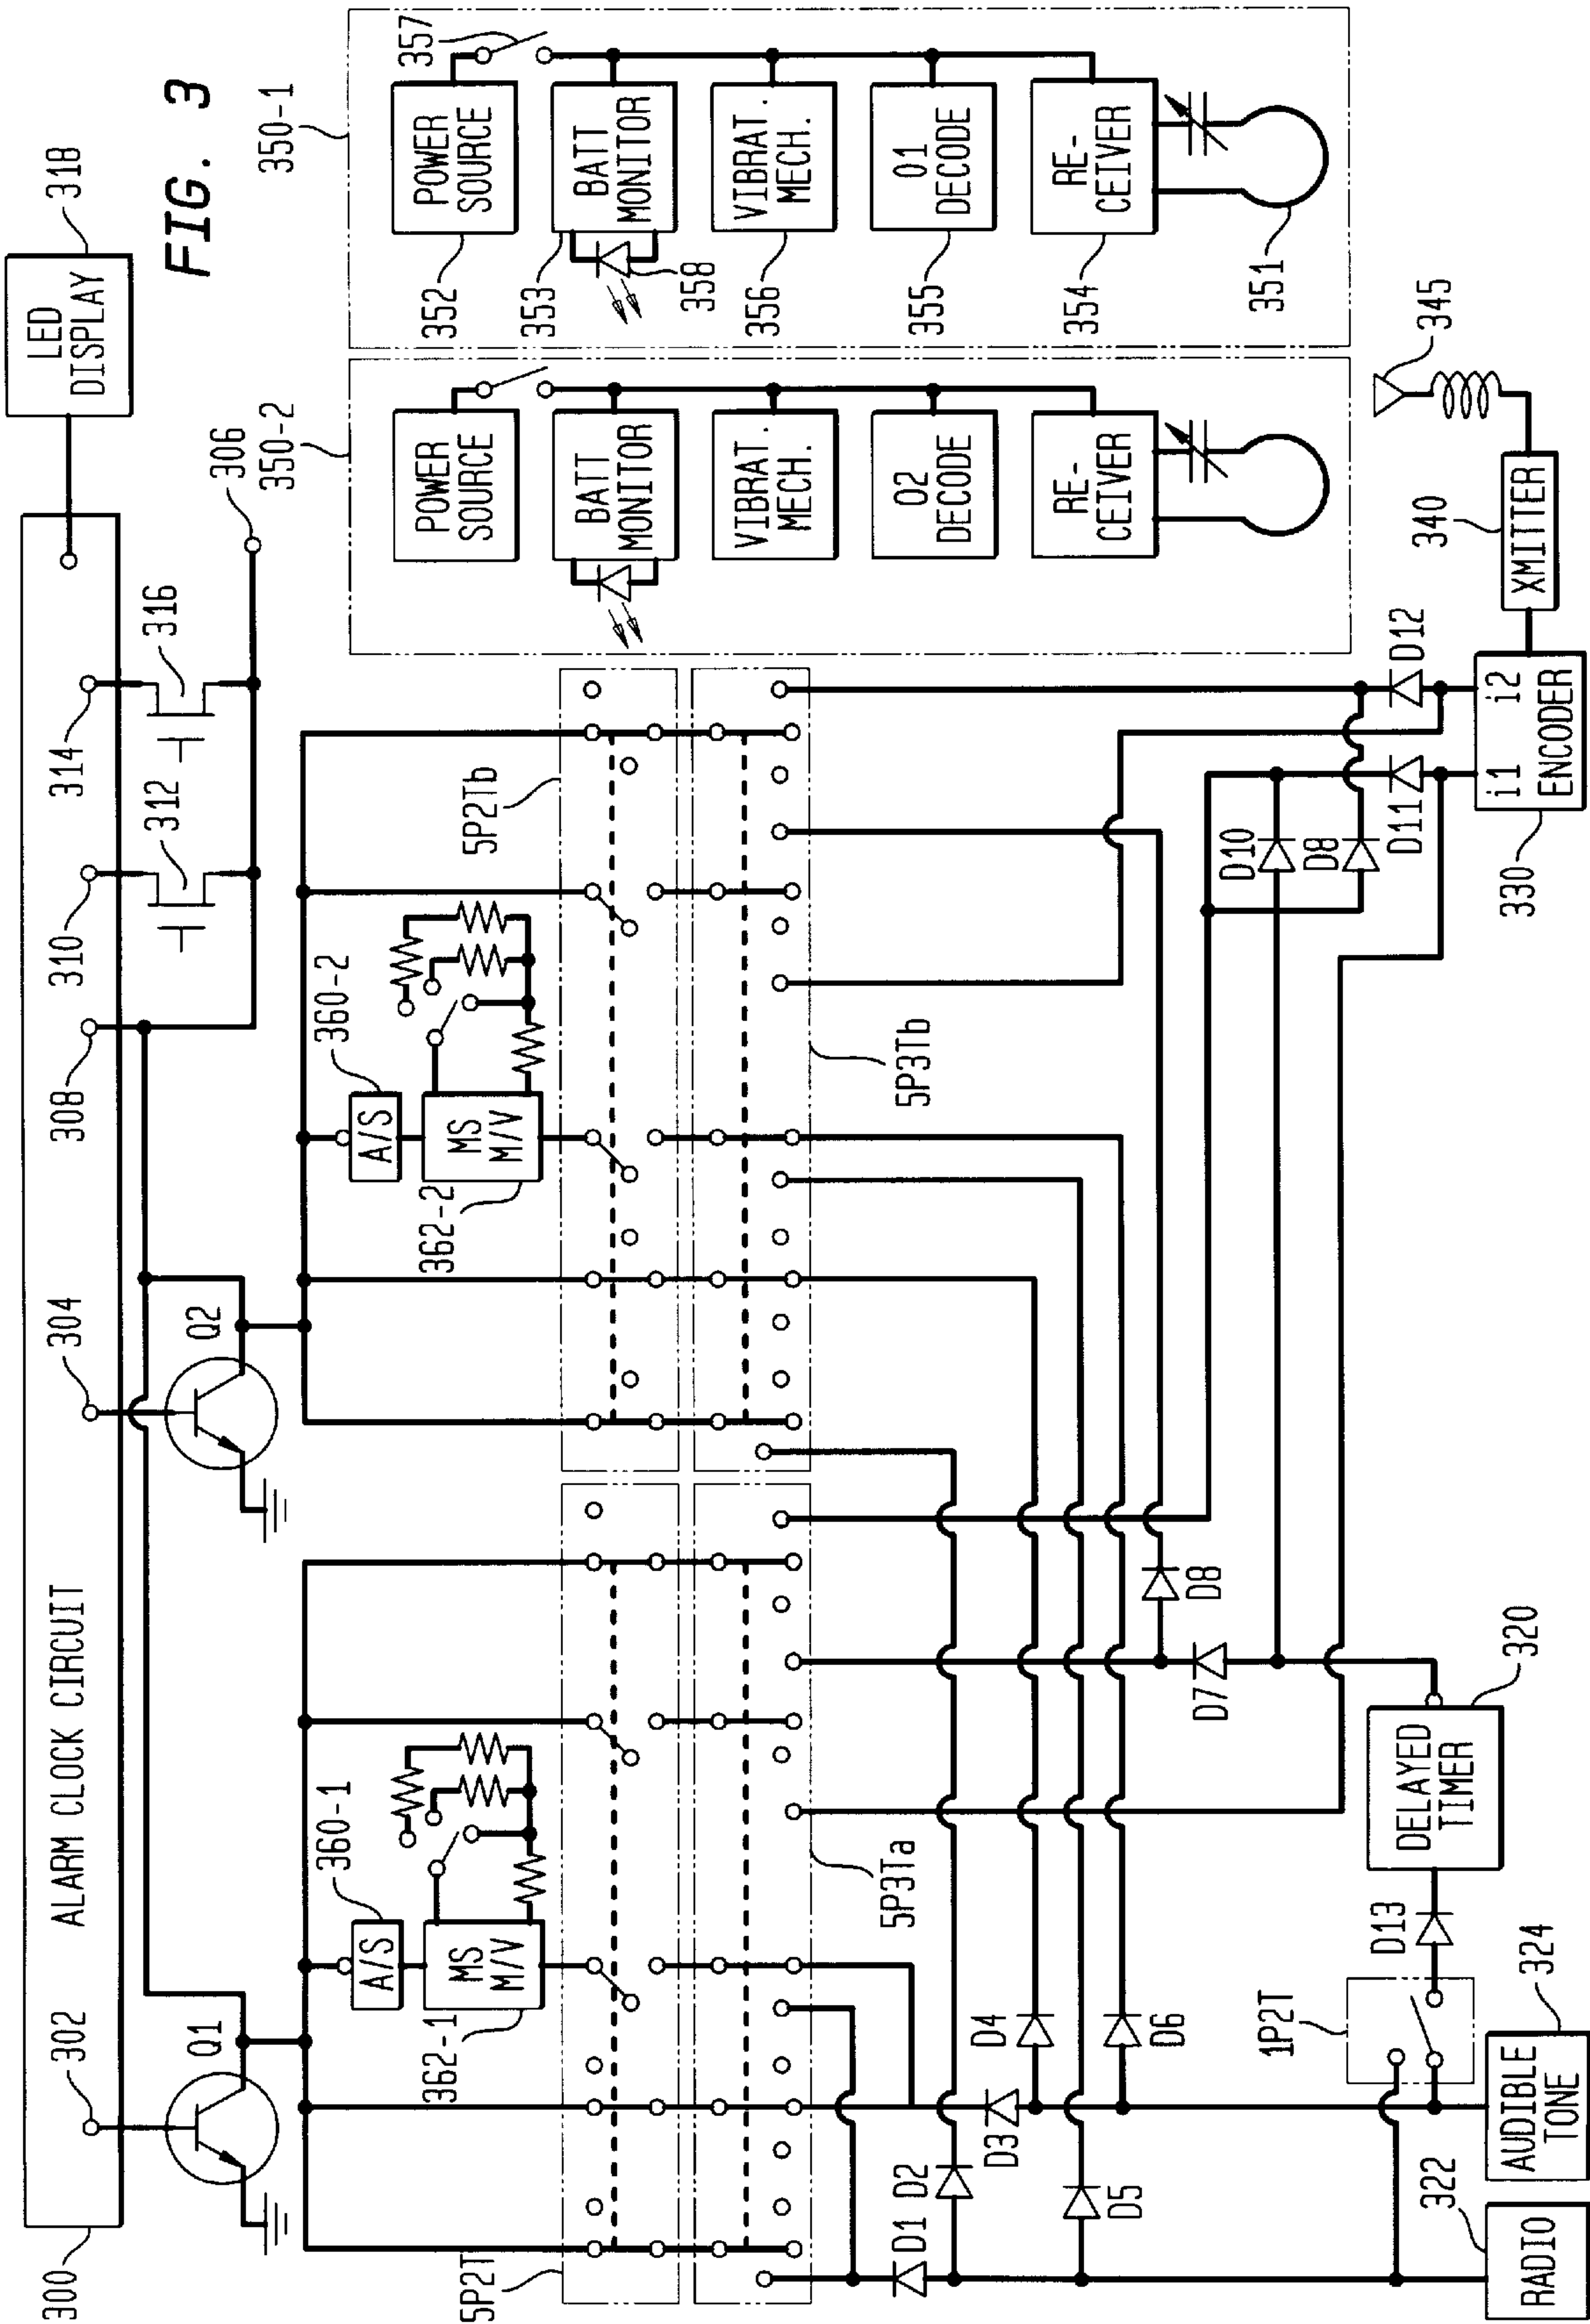 FIG. 3
300
ALARM CLOCK CIRCUIT
302
304
308
310
312
314
316
306
LED
DISPLAY
318
Q1
Q2
360-1
A/S
MS
M/V
362-1
360-2
A/S
MS
M/V
362-2
5P2T
5P2Tb
5P3Ta
5P3Tb
350-2
POWER
SOURCE
BATT
MONITOR
VIBRAT.
MECH.
02
DECODE
RE-
CEIVER
350-1
357
POWER
SOURCE
352
BATT
MONITOR
353
358
VIBRAT.
MECH.
356
01
DECODE
355
RE-
CEIVER
354
351
D1
D2
D3
D4
D5
D6
D7
D8
D10
D8
D11
D12
i1
i2
ENCODER
330
XMITTER
340
345
RADIO
322
AUDIBLE
TONE
324
1P2T
D13
DELAYED
TIMER
320